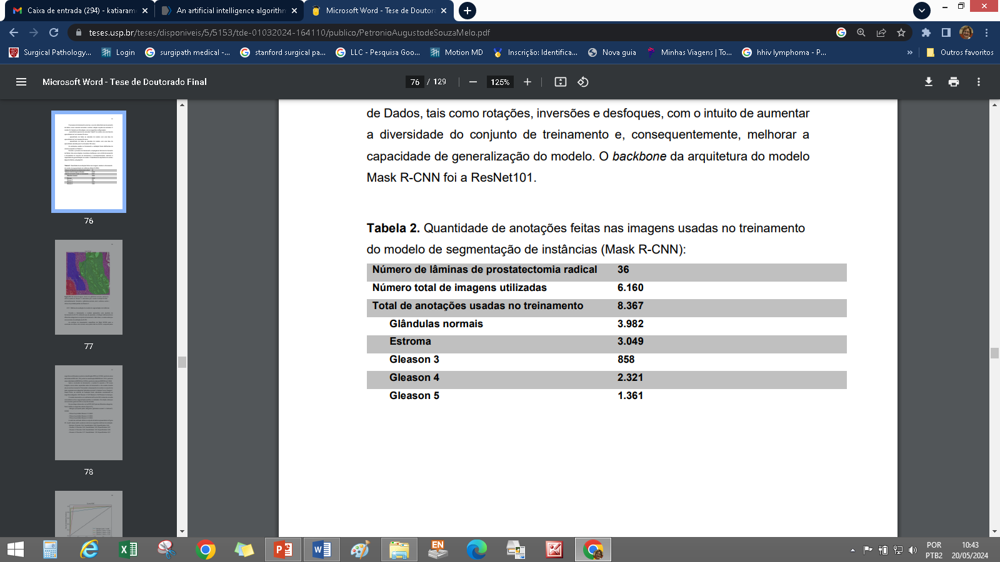 Caixa de entrada (294) - katiaram
An artificial intelligence algorithm
Microsoft Word - Tese de Doutora
teses.usp.br/teses/disponiveis/5/5153/tde-01032024-164110/publico/PetronioAugustodeSouzaMelo.pdf
Surgical Pathology...
Login
surgipath medical -...
stanford surgical pa...
LLC - Pesquisa Goo...
Motion MD
Inscrição: Identifica...
Nova guia
Minhas Viagens | To...
hhiv lymphoma - P...
»
Outros favoritos
Microsoft Word - Tese de Doutorado Final
76 / 129
125%
76
77
78
de Dados, tais como rotações, inversões e desfoques, com o intuito de aumentar
a diversidade do conjunto de treinamento e, consequentemente, melhorar a
capacidade de generalização do modelo. O backbone da arquitetura do modelo
Mask R-CNN foi a ResNet101.
Tabela 2. Quantidade de anotações feitas nas imagens usadas no treinamento
do modelo de segmentação de instâncias (Mask R-CNN):
Número de lâminas de prostatectomia radical 36
Número total de imagens utilizadas 6.160
Total de anotações usadas no treinamento 8.367
Glândulas normais 3.982
Estroma 3.049
Gleason 3 858
Gleason 4 2.321
Gleason 5 1.361
EN
POR
PTB2
10:43
20/05/2024